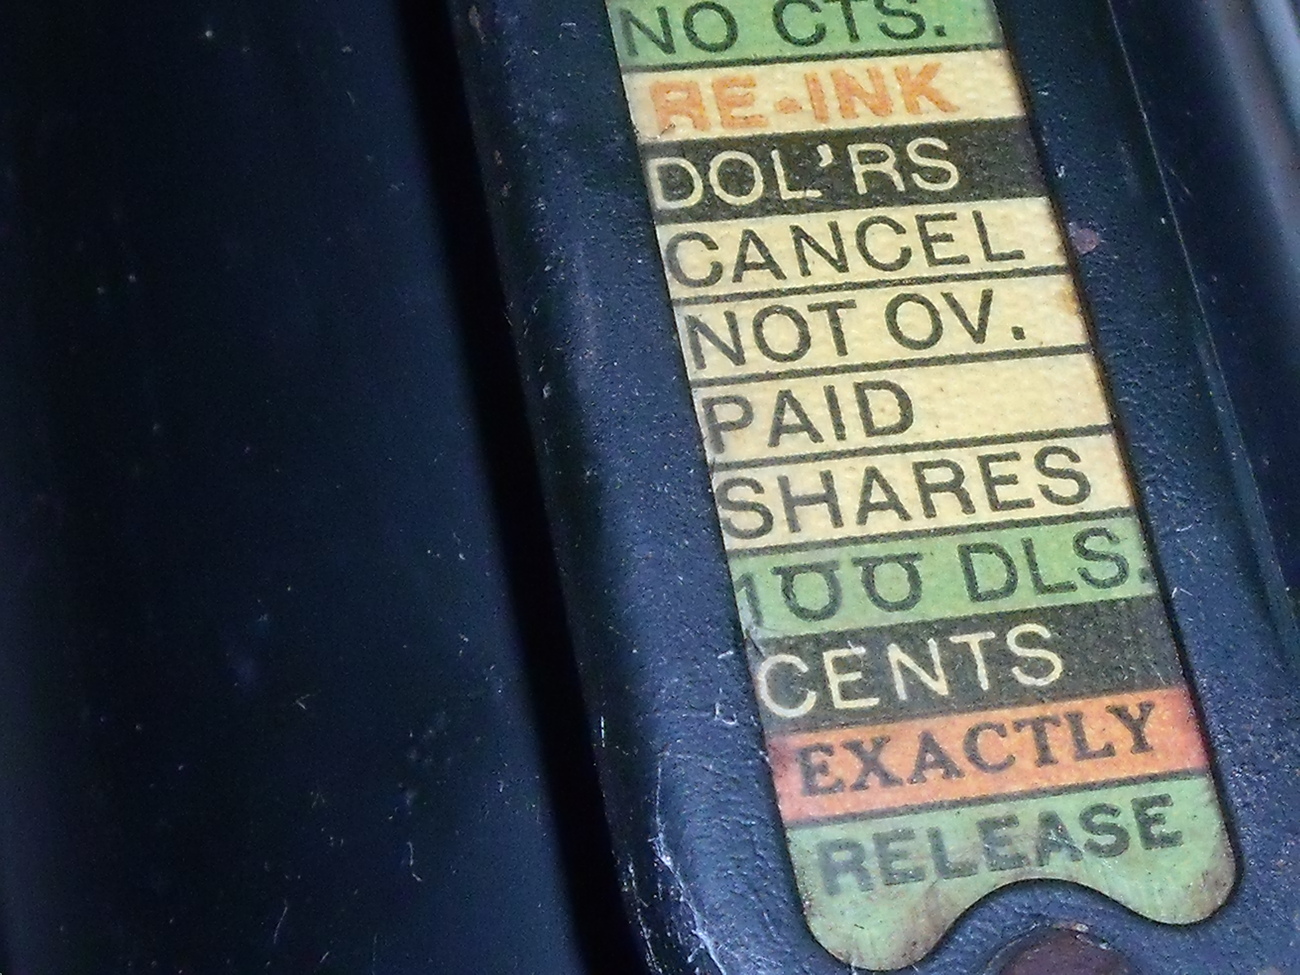 NO CTS.
RE-INK
DOL'RS
CANCEL
NOT OV.
PAID
SHARES
100 DLS.
CENTS
EXACTLY
RELEASE